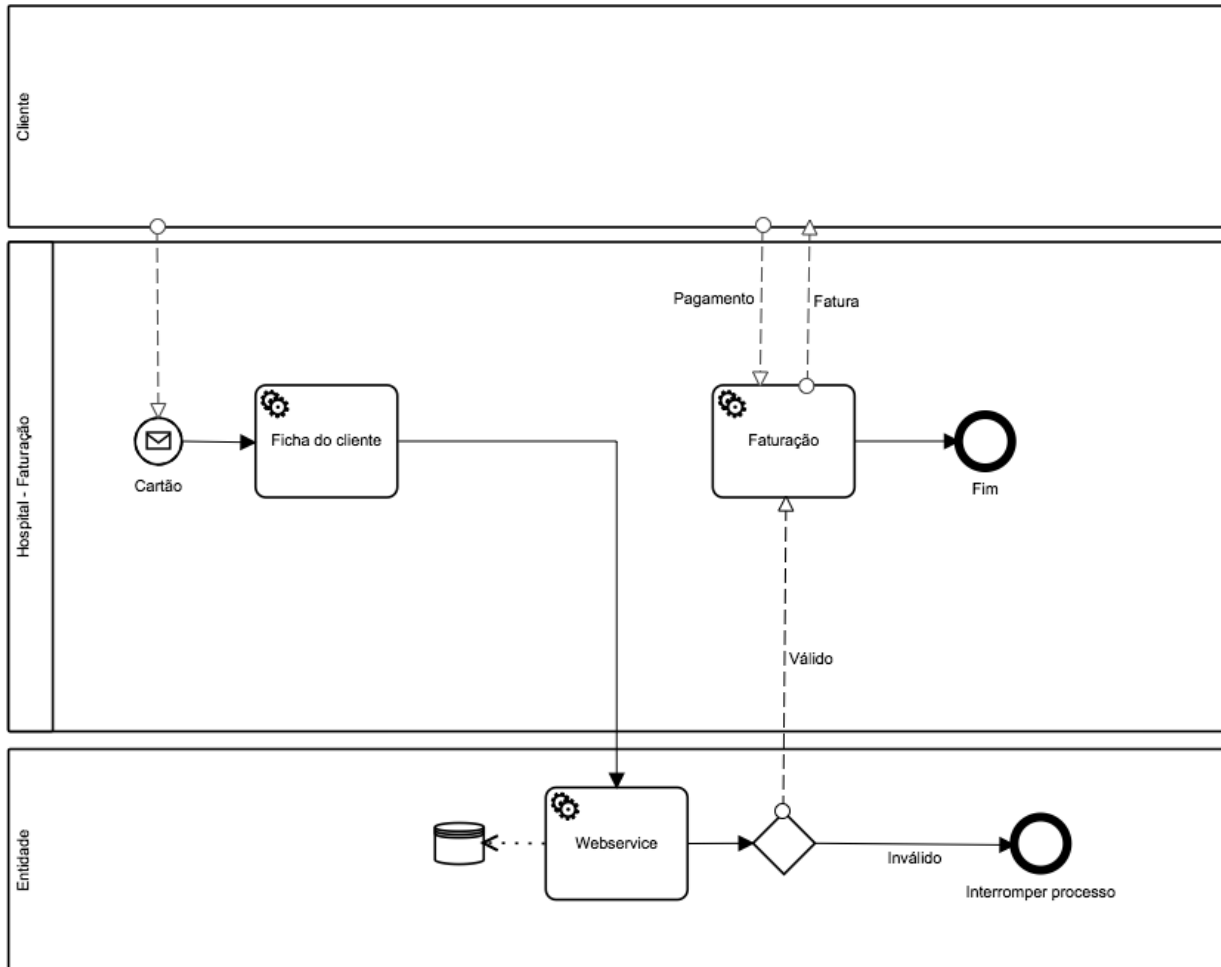 Cliente
Pagamento
Fatura
Hospital - Faturação
Cartão
Ficha do cliente
Faturação
Fim
Válido
Entidade
Webservice
Inválido
Interromper processo